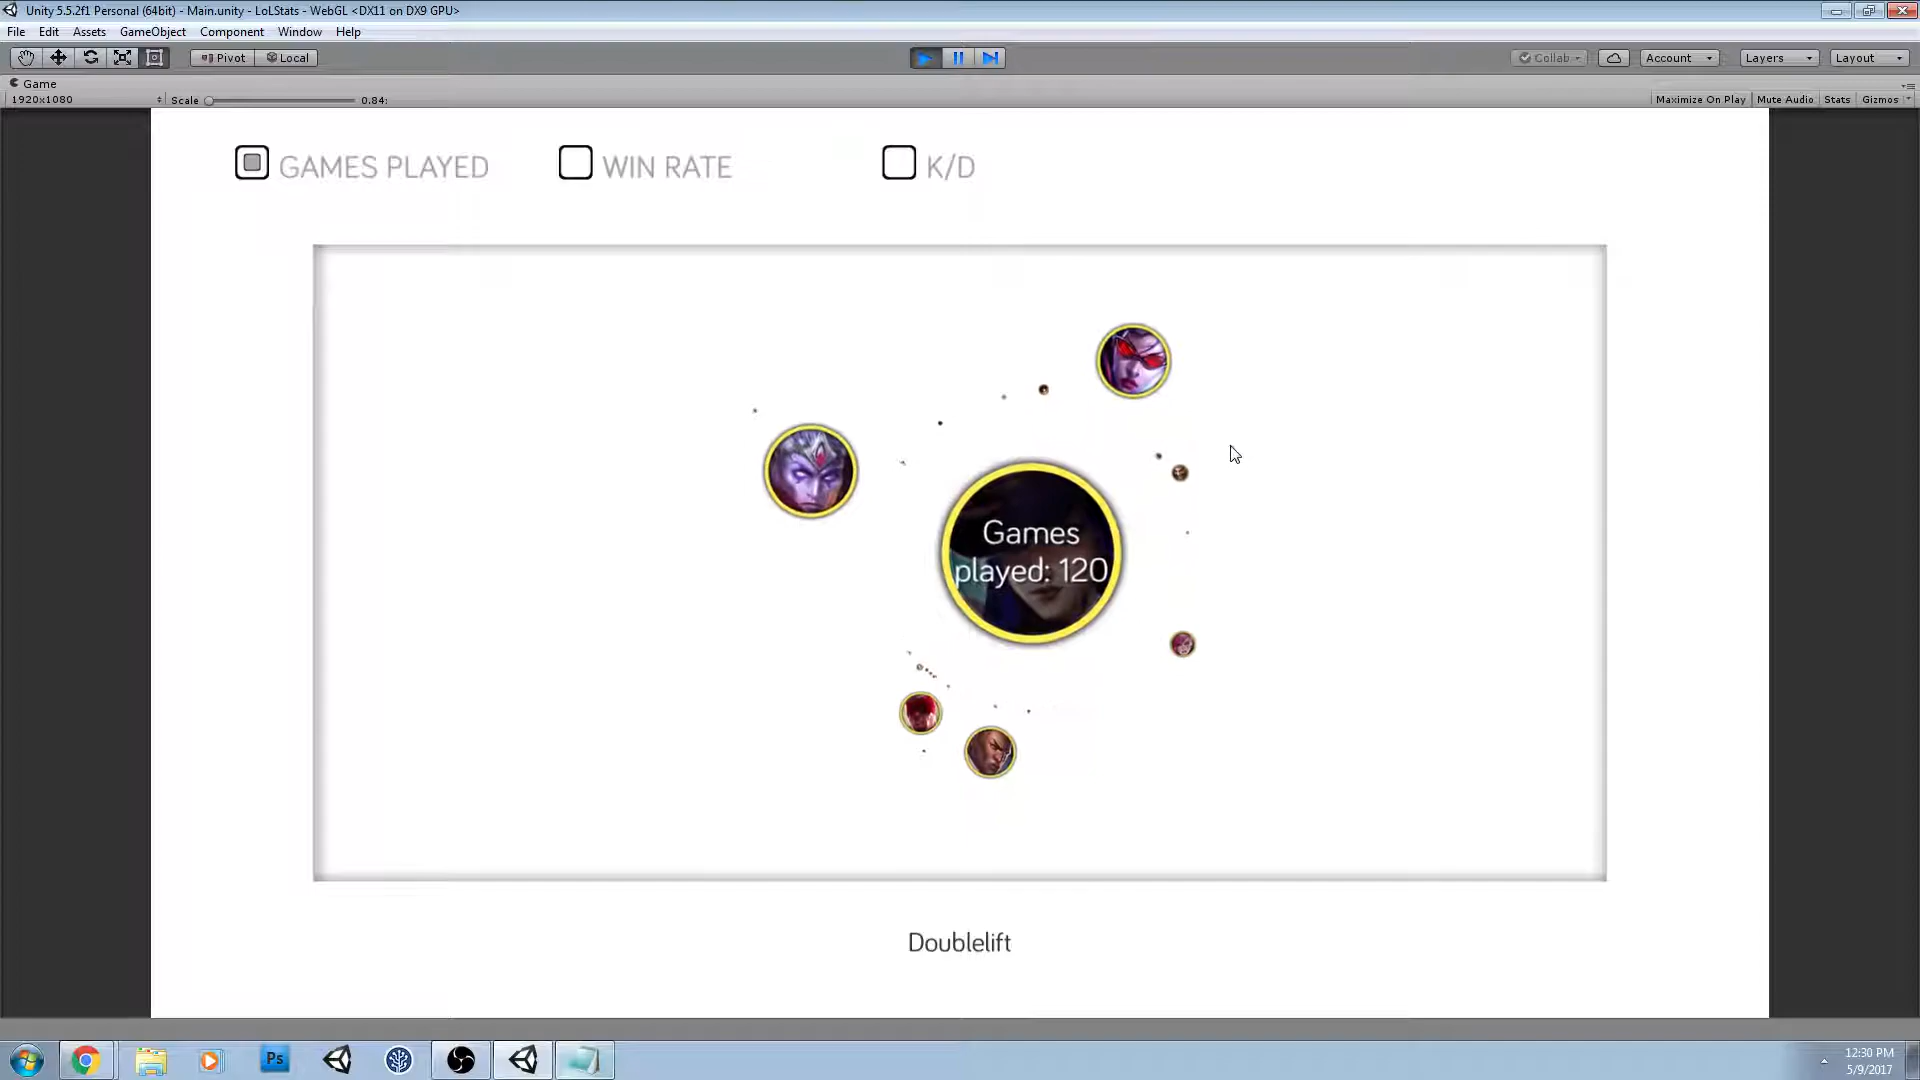 Unity 5.5.2f1 Personal (64bit) - Main.unity - LoLStats - WebGL <DX11 on DX9 GPU>
File Edit Assets GameObject Component Window Help
Pivot Local Collab Account Layers Layout
Game
1920x1080 Scale 0.84: Maximize On Play Mute Audio Stats Gizmos
GAMES PLAYED WIN RATE K/D
Games
played: 120
Doublelift
Ps
12:30 PM
5/9/2017